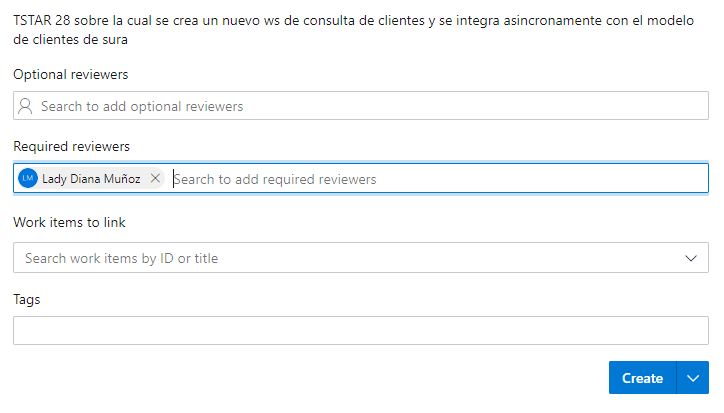 TSTAR 28 sobre la cual se crea un nuevo ws de consulta de clientes y se integra asincronamente con el modelo
de clientes de sura
Optional reviewers
Search to add optional reviewers
Required reviewers
LM Lady Diana Muñoz Search to add required reviewers
Work items to link
Search work items by ID or title
Tags
Create